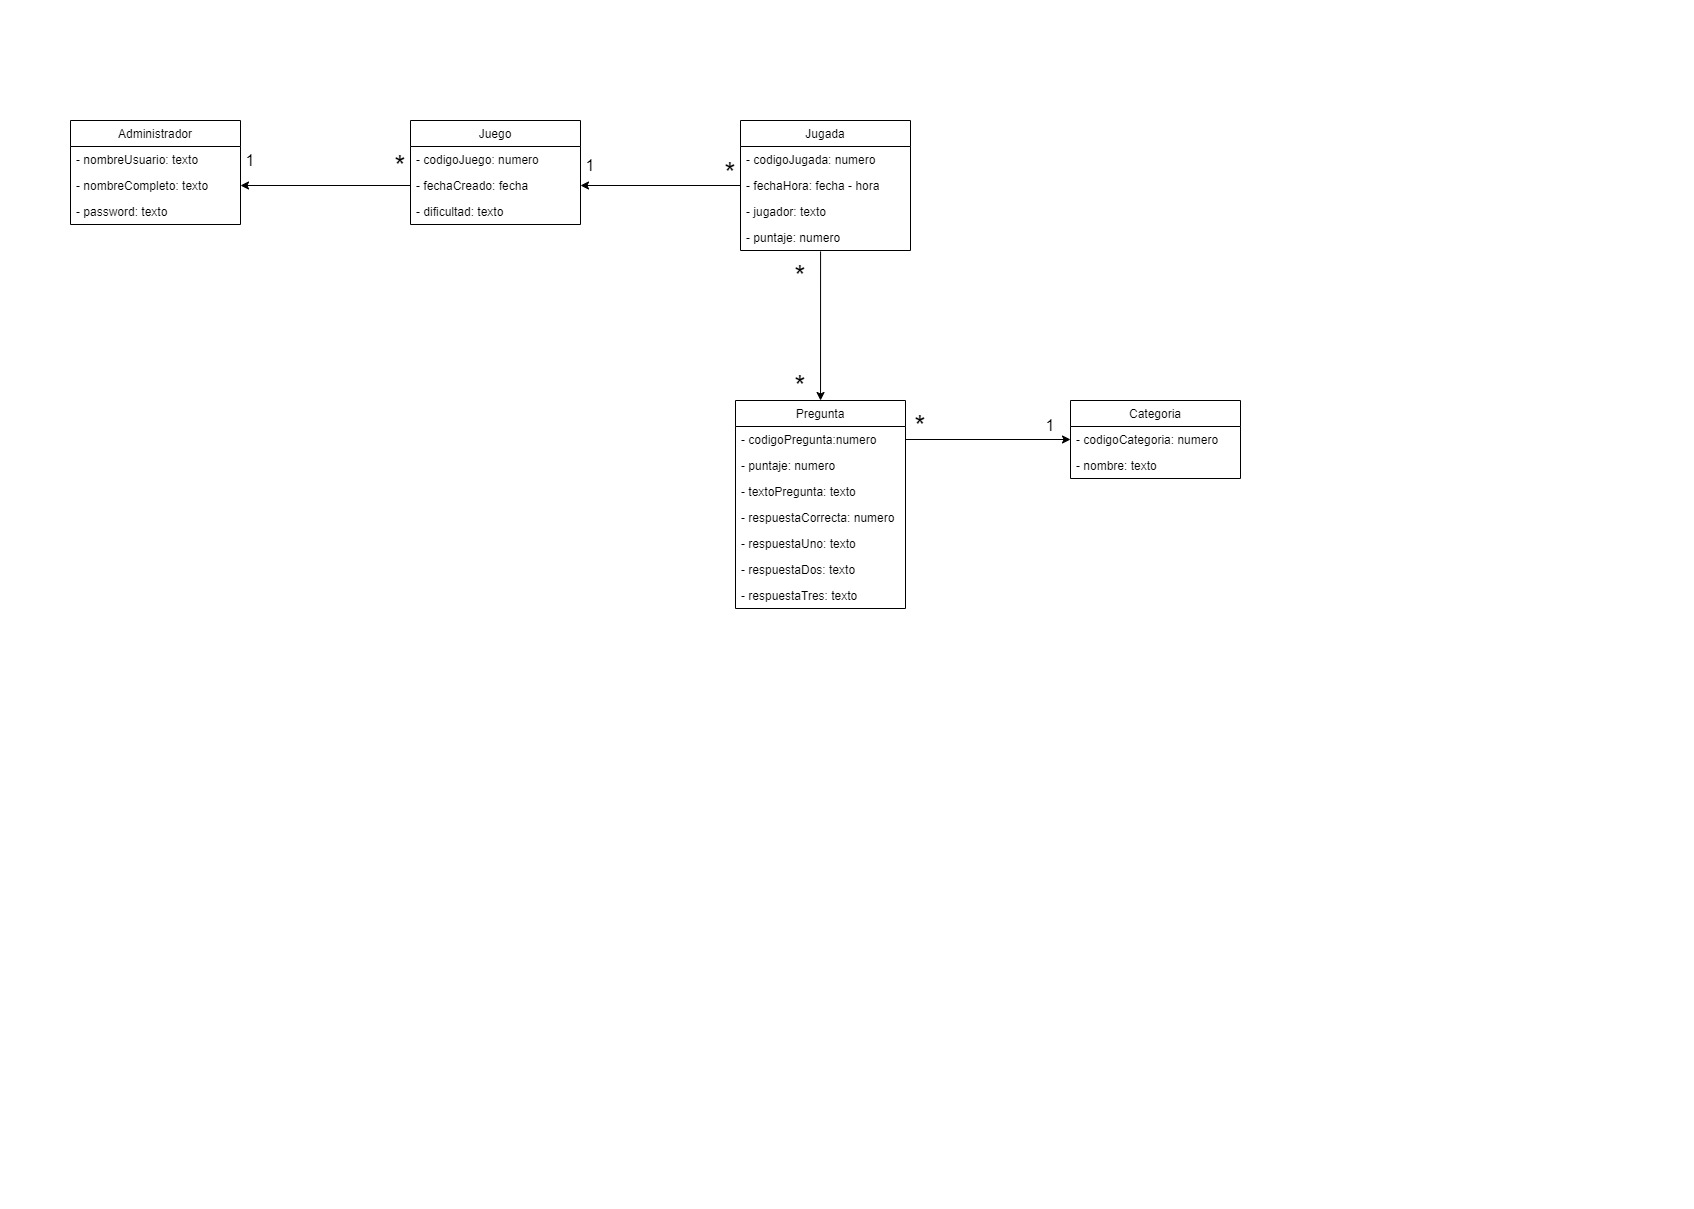 Administrador
- nombreUsuario: texto
- nombreCompleto: texto
- password: texto
1
*
Juego
- codigoJuego: numero
- fechaCreado: fecha
- dificultad: texto
1
*
Jugada
- codigoJugada: numero
- fechaHora: fecha - hora
- jugador: texto
- puntaje: numero
*
*
Pregunta
- codigoPregunta:numero
- puntaje: numero
- textoPregunta: texto
- respuestaCorrecta: numero
- respuestaUno: texto
- respuestaDos: texto
- respuestaTres: texto
*
1
Categoria
- codigoCategoria: numero
- nombre: texto